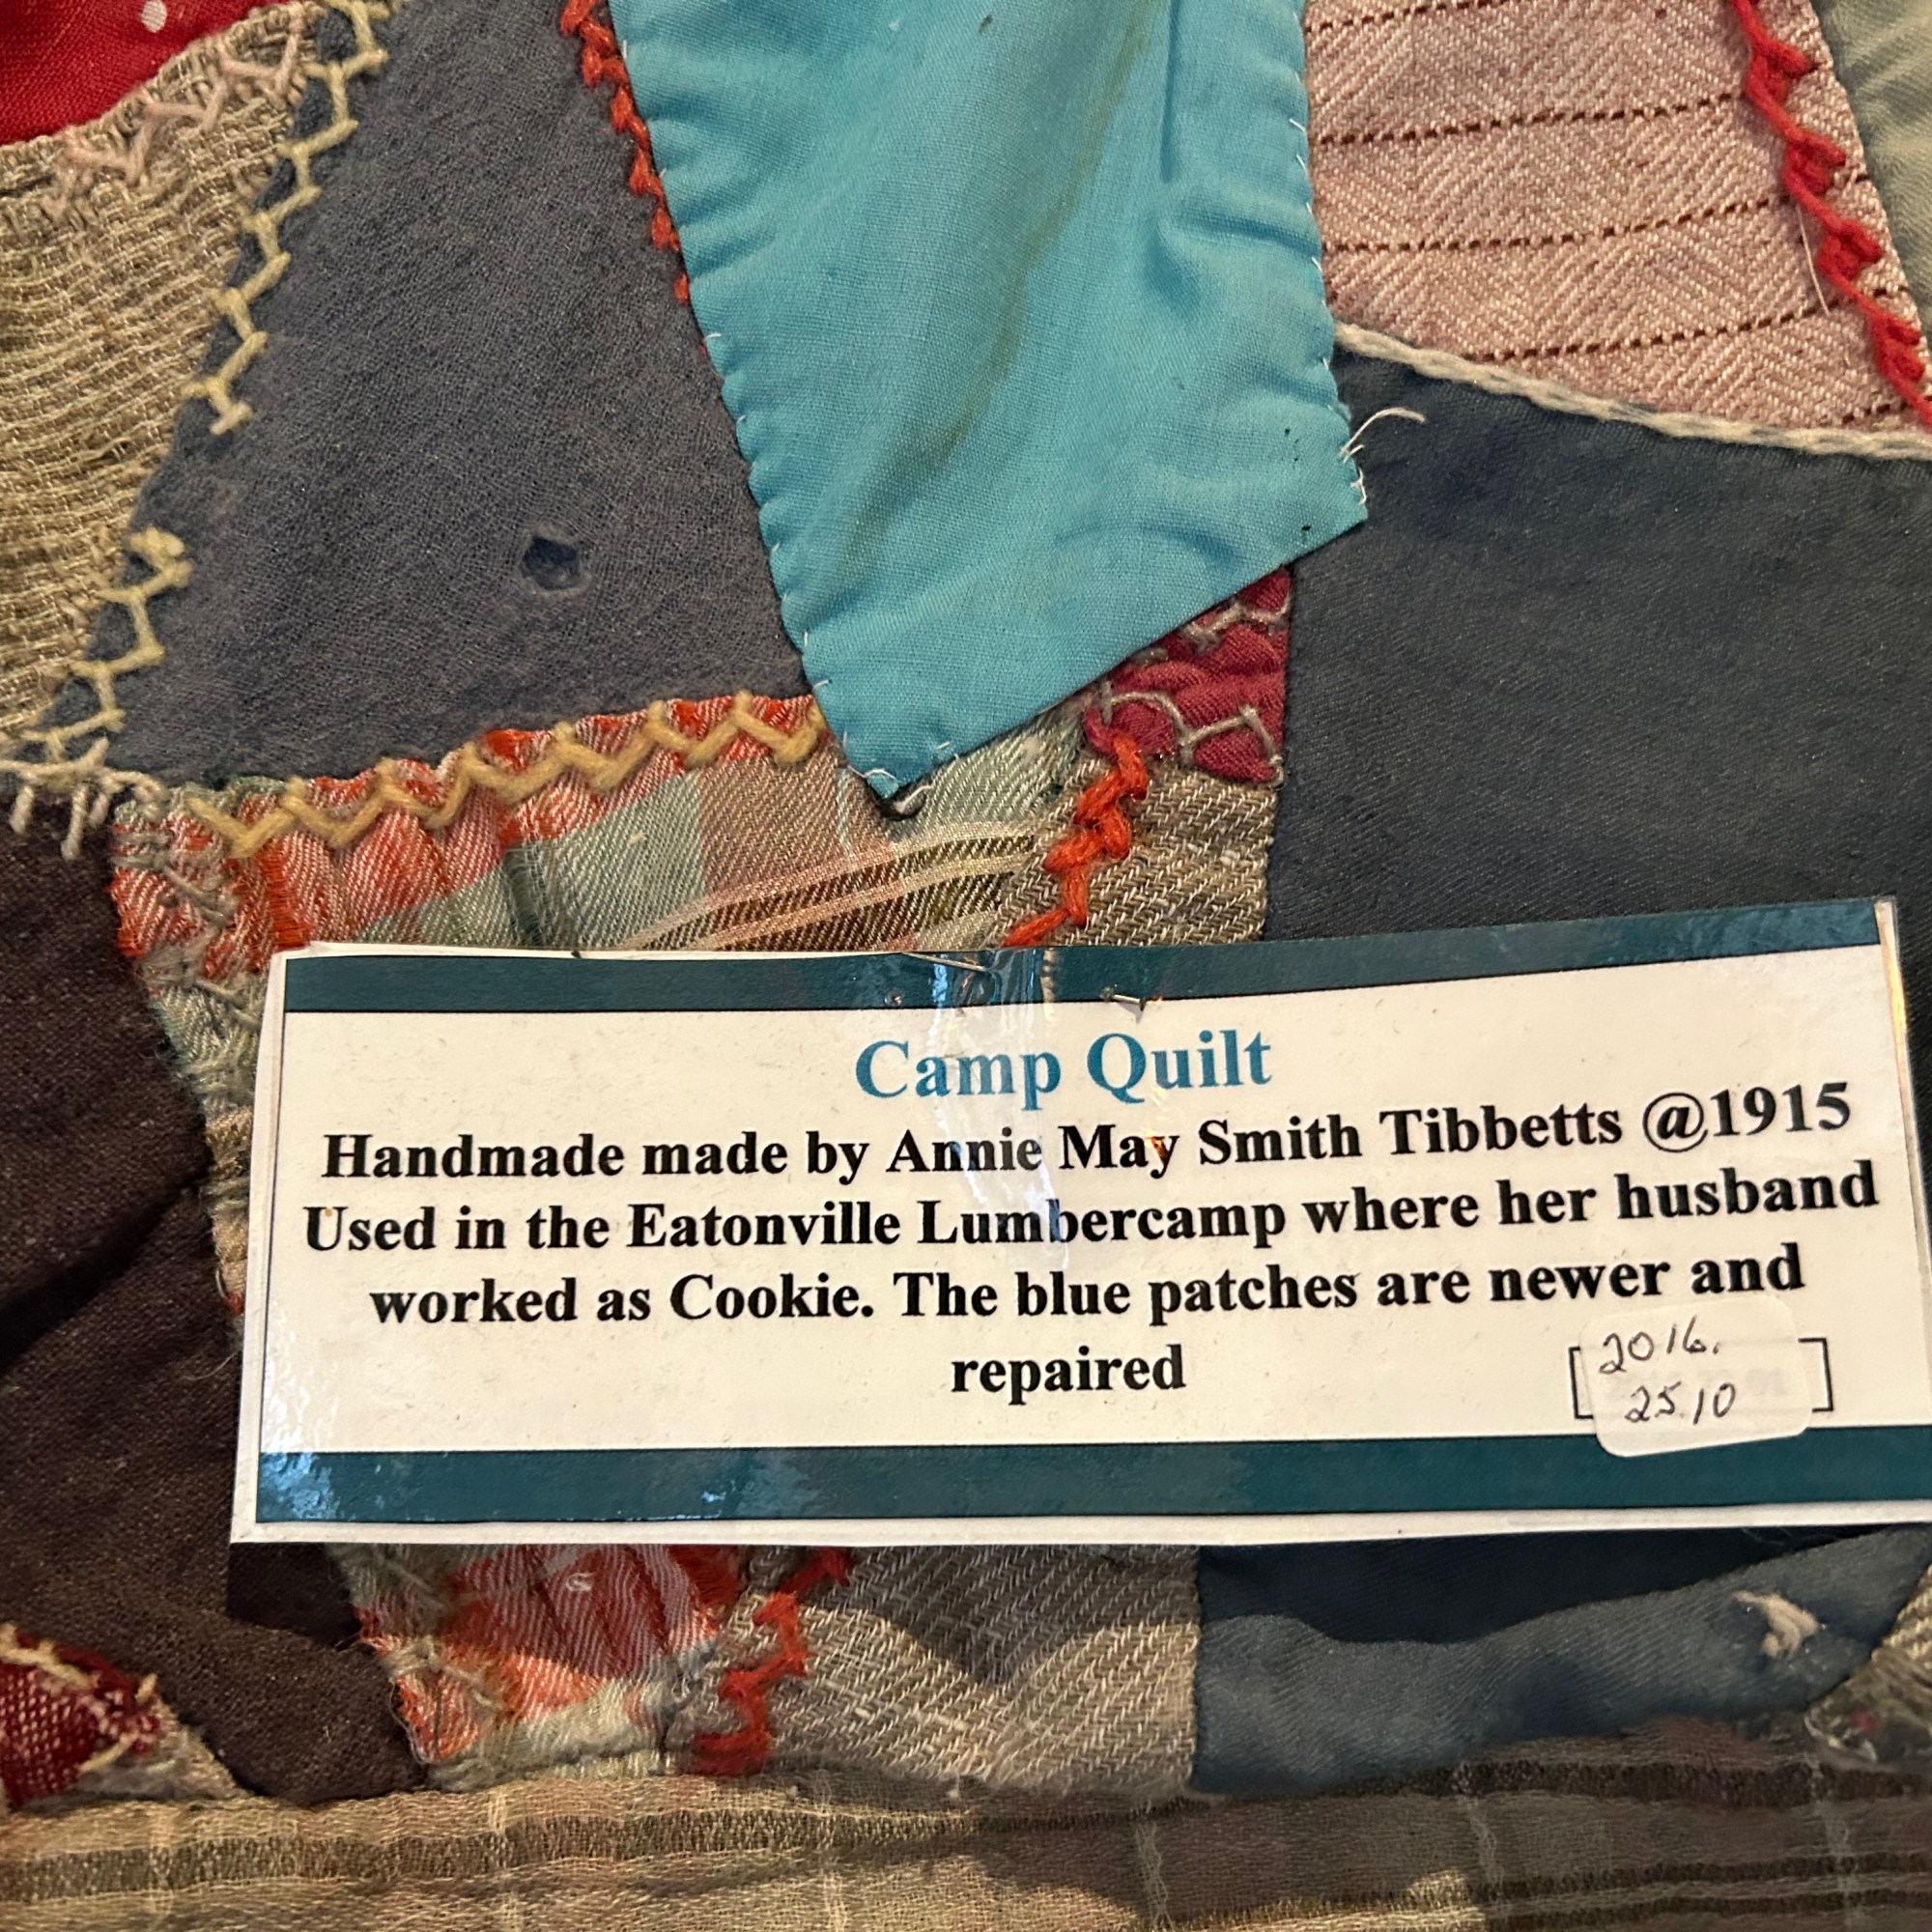 Camp Quilt
Handmade made by Annie May Smith Tibbetts @1915
Used in the Eatonville Lumbercamp where her husband
worked as Cookie. The blue patches are newer and
repaired
[2016.
25.10]